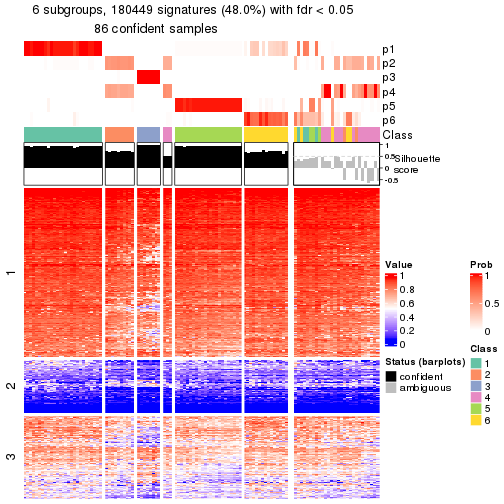 6 subgroups, 180449 signatures (48.0%) with fdr < 0.05
86 confident samples
p1
p2
p3
p4
p5
p6
Class
1
0.5
0
-0.5
Silhouette
score
1
2
3
Value
1
0.8
0.6
0.4
0.2
0
Status (barplots)
confident
ambiguous
Prob
1
0.5
0
Class
1
2
3
4
5
6